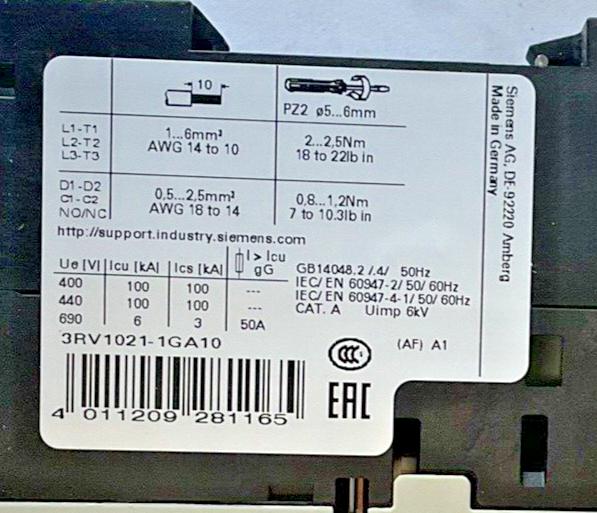 10
PZ2 ø5...6mm
L1-T1
L2-T2
L3-T3
1...6mm²
AWG 14 to 10
2...2,5Nm
18 to 22lb in
D1-D2
C1-C2
NO/NC
0,5...2,5mm²
AWG 18 to 14
0,8...1,2Nm
7 to 10.3lb in
http://support.industry.siemens.com
Ue [V] Icu [kA] Ics [kA] I > Icu gG
400 100 100 ---
440 100 100 ---
690 6 3 50A
GB14048.2 /.4/ 50Hz
IEC/ EN 60947-2/ 50/ 60Hz
IEC/ EN 60947-4-1/ 50/ 60Hz
CAT. A Uimp 6kV
3RV1021-1GA10
CCC
(AF) A1
EAC
4 011209 281165
Siemens AG, DE-92220 Amberg
Made in Germany